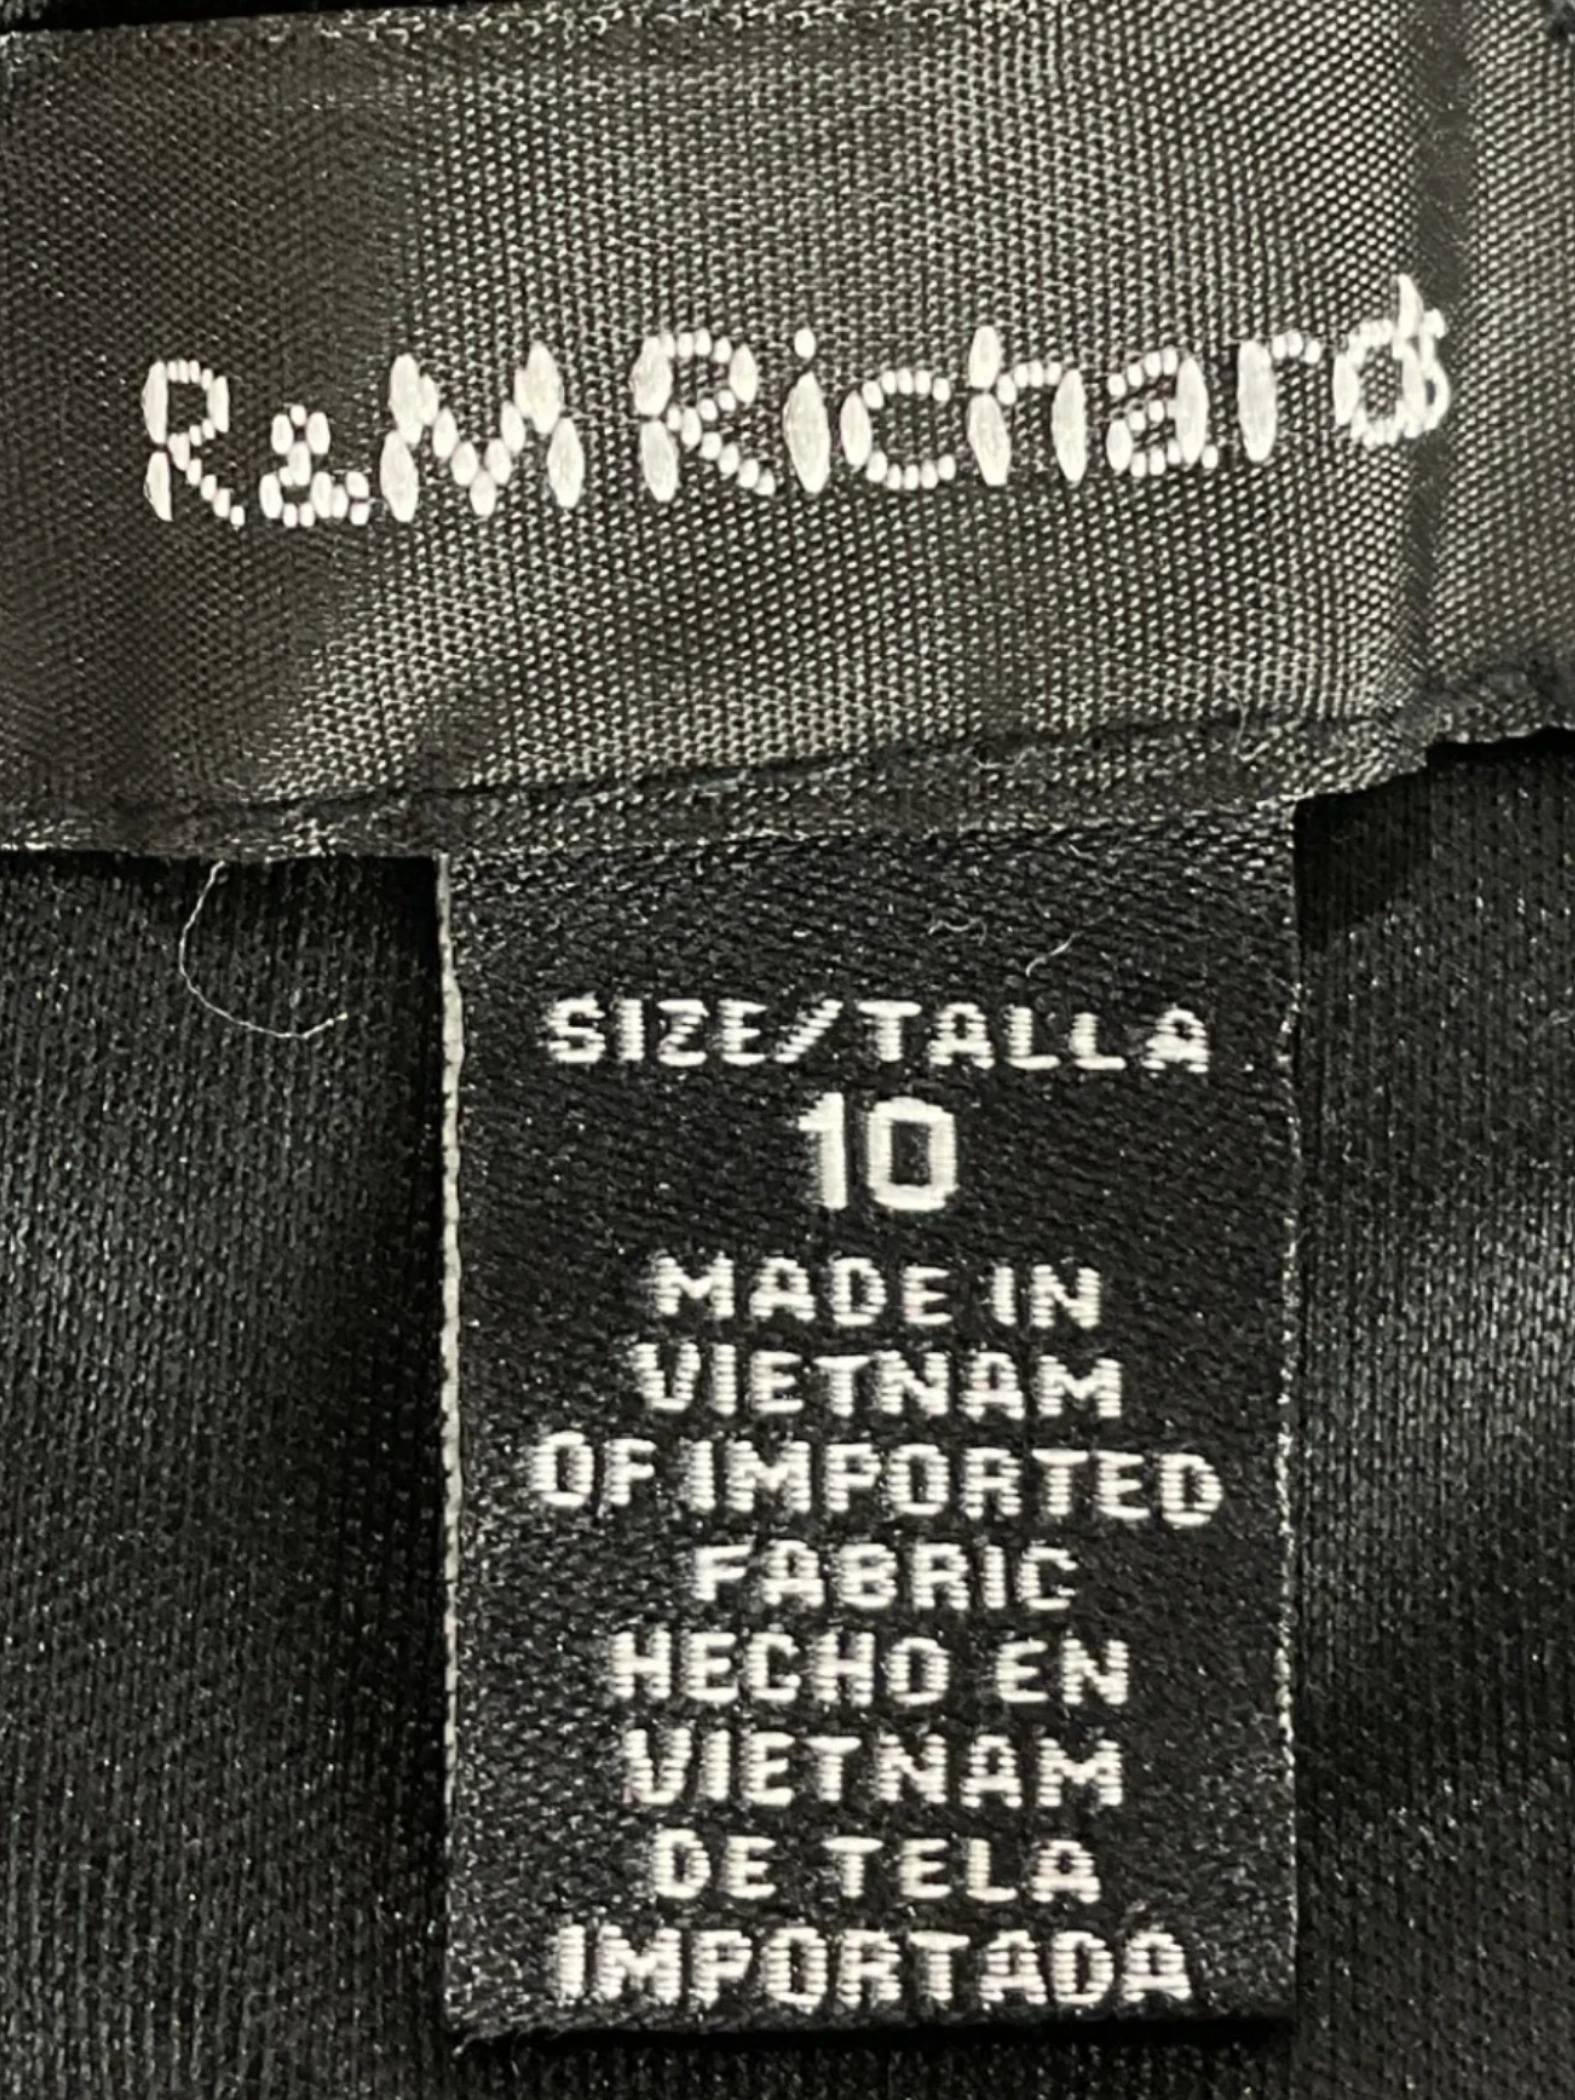 R&M Richards
SIZE/TALLA
10
MADE IN
VIETNAM
OF IMPORTED
FABRIC
HECHO EN
VIETNAM
DE TELA
IMPORTADA